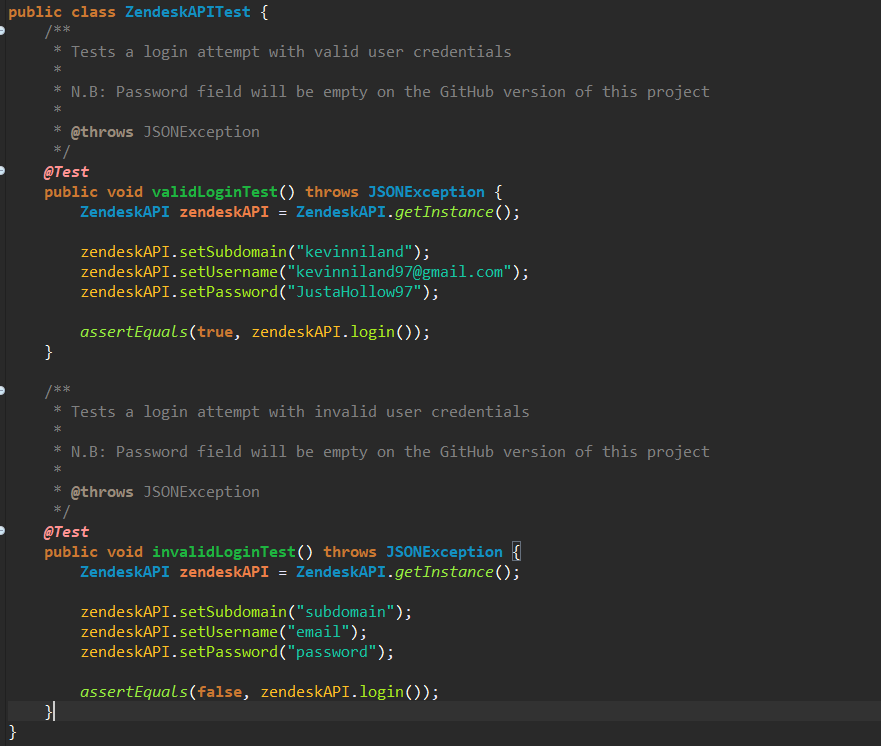 public class ZendeskAPITest {
/**
* Tests a login attempt with valid user credentials
*
* N.B: Password field will be empty on the GitHub version of this project
*
* @throws JSONException
*/
@Test
public void validLoginTest() throws JSONException {
ZendeskAPI zendeskAPI = ZendeskAPI.getInstance();
zendeskAPI.setSubdomain("kevinniland");
zendeskAPI.setUsername("kevinniland97@gmail.com");
zendeskAPI.setPassword("JustaHollow97");
assertEquals(true, zendeskAPI.login());
}
/**
* Tests a login attempt with invalid user credentials
*
* N.B: Password field will be empty on the GitHub version of this project
*
* @throws JSONException
*/
@Test
public void invalidLoginTest() throws JSONException {
ZendeskAPI zendeskAPI = ZendeskAPI.getInstance();
zendeskAPI.setSubdomain("subdomain");
zendeskAPI.setUsername("email");
zendeskAPI.setPassword("password");
assertEquals(false, zendeskAPI.login());
}
}